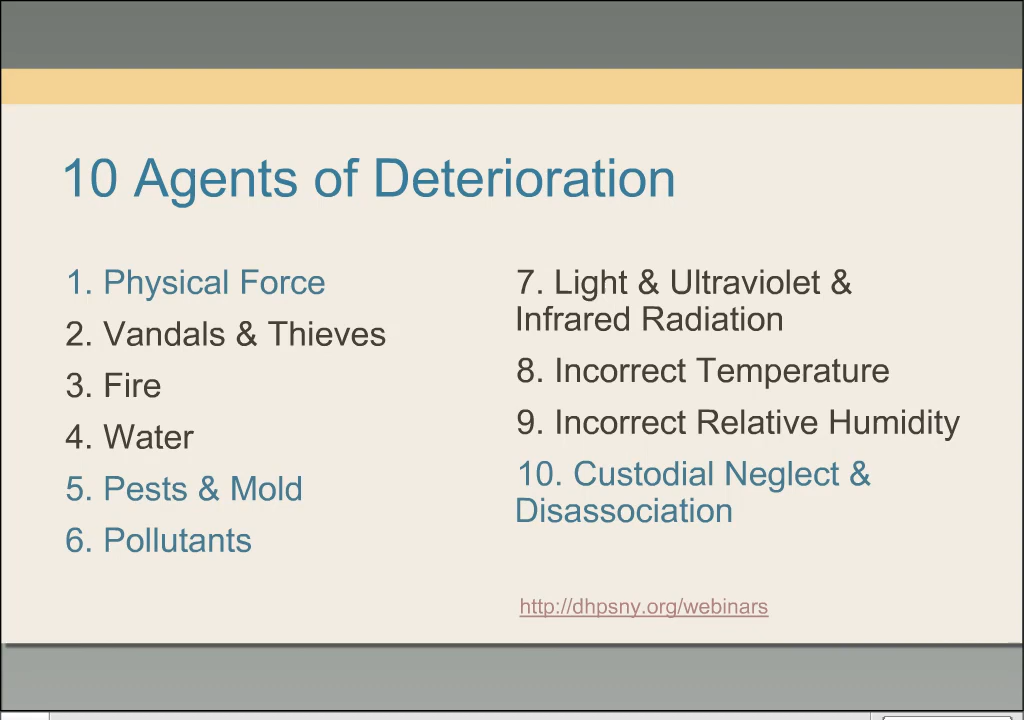 10 Agents of Deterioration
1. Physical Force
2. Vandals & Thieves
3. Fire
4. Water
5. Pests & Mold
6. Pollutants
7. Light & Ultraviolet &
Infrared Radiation
8. Incorrect Temperature
9. Incorrect Relative Humidity
10. Custodial Neglect &
Disassociation
http://dhpsny.org/webinars